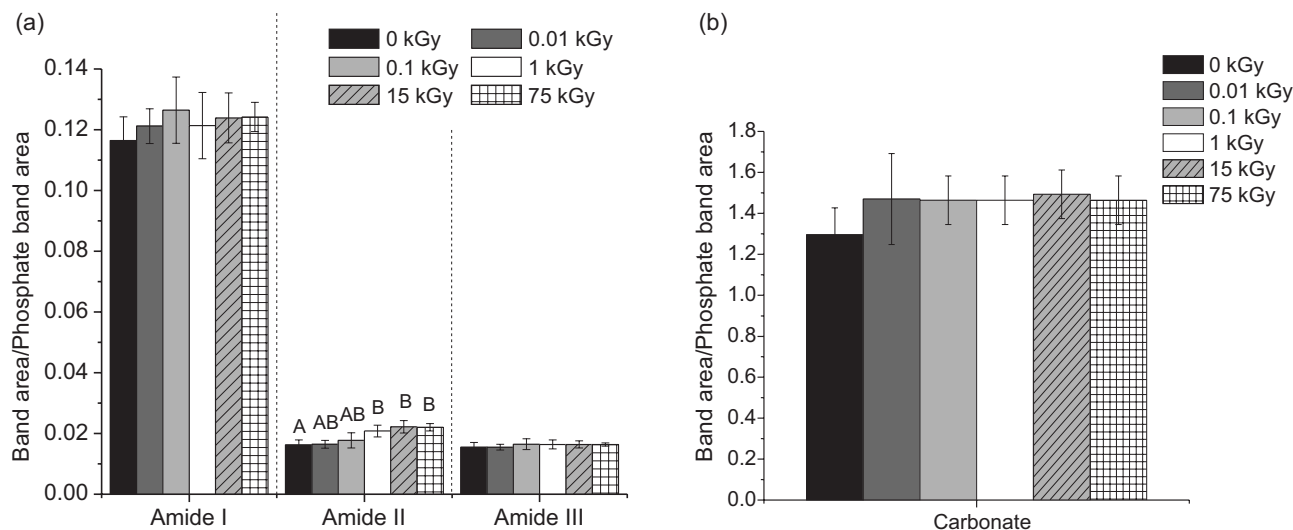 (a)
0 kGy 0.01 kGy
0.1 kGy 1 kGy
15 kGy 75 kGy
Band area/Phosphate band area
0.14
0.12
0.10
0.08
0.06
0.04
0.02
0.00
A AB AB B B B
Amide I Amide II Amide III
(b)
0 kGy
0.01 kGy
0.1 kGy
1 kGy
15 kGy
75 kGy
Band area/Phosphate band area
1.8
1.6
1.4
1.2
1.0
0.8
0.6
0.4
0.2
0.0
Carbonate